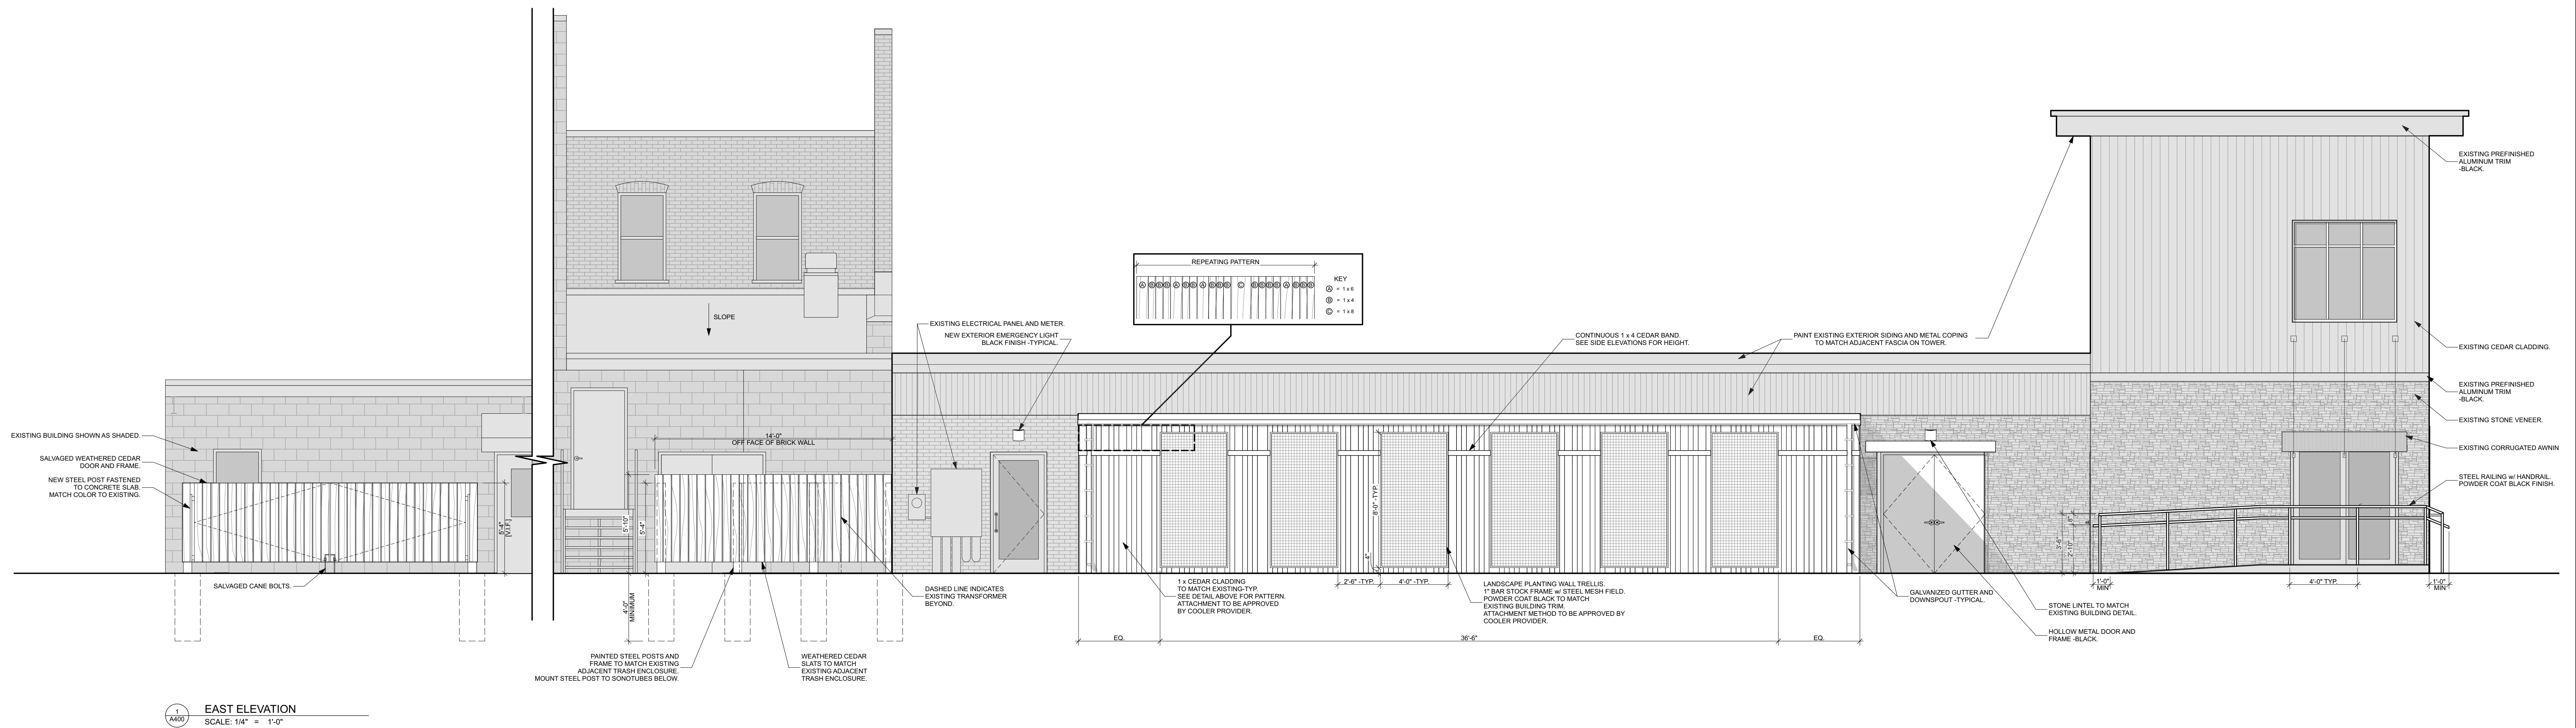 REPEATING PATTERN
A B B B A B B A B B B C B B B B A B B B
KEY
A = 1 x 6
B = 1 x 4
C = 1 x 8
EXISTING PREFINISHED
ALUMINUM TRIM
-BLACK.
SLOPE
EXISTING ELECTRICAL PANEL AND METER.
NEW EXTERIOR EMERGENCY LIGHT
BLACK FINISH -TYPICAL.
CONTINUOUS 1 x 4 CEDAR BAND.
SEE SIDE ELEVATIONS FOR HEIGHT.
PAINT EXISTING EXTERIOR SIDING AND METAL COPING
TO MATCH ADJACENT FASCIA ON TOWER.
EXISTING CEDAR CLADDING.
EXISTING PREFINISHED
ALUMINUM TRIM
-BLACK.
EXISTING STONE VENEER.
EXISTING CORRUGATED AWNIN
STEEL RAILING w/ HANDRAIL.
POWDER COAT BLACK FINISH.
EXISTING BUILDING SHOWN AS SHADED.
SALVAGED WEATHERED CEDAR
DOOR AND FRAME.
NEW STEEL POST FASTENED
TO CONCRETE SLAB.
MATCH COLOR TO EXISTING.
SALVAGED CANE BOLTS.
5'-4"
[V.I.F.]
14'-0"
OFF FACE OF BRICK WALL
5'-10"
5'-4"
4'-0"
MINIMUM
DASHED LINE INDICATES
EXISTING TRANSFORMER
BEYOND.
PAINTED STEEL POSTS AND
FRAME TO MATCH EXISTING
ADJACENT TRASH ENCLOSURE.
MOUNT STEEL POST TO SONOTUBES BELOW.
WEATHERED CEDAR
SLATS TO MATCH
EXISTING ADJACENT
TRASH ENCLOSURE.
1 x CEDAR CLADDING
TO MATCH EXISTING-TYP.
SEE DETAIL ABOVE FOR PATTERN.
ATTACHMENT TO BE APPROVED
BY COOLER PROVIDER.
8'-0" -TYP.
4"
2'-6" -TYP.
4'-0" -TYP.
LANDSCAPE PLANTING WALL TRELLIS.
1" BAR STOCK FRAME w/ STEEL MESH FIELD.
POWDER COAT BLACK TO MATCH
EXISTING BUILDING TRIM.
ATTACHMENT METHOD TO BE APPROVED BY
COOLER PROVIDER.
EQ.
36'-6"
EQ.
GALVANIZED GUTTER AND
DOWNSPOUT -TYPICAL.
STONE LINTEL TO MATCH
EXISTING BUILDING DETAIL.
HOLLOW METAL DOOR AND
FRAME -BLACK.
3'-6"
2'-10"
8"
1'-0"
MIN
4'-0" TYP.
1'-0"
MIN
1
A400
EAST ELEVATION
SCALE: 1/4" = 1'-0"